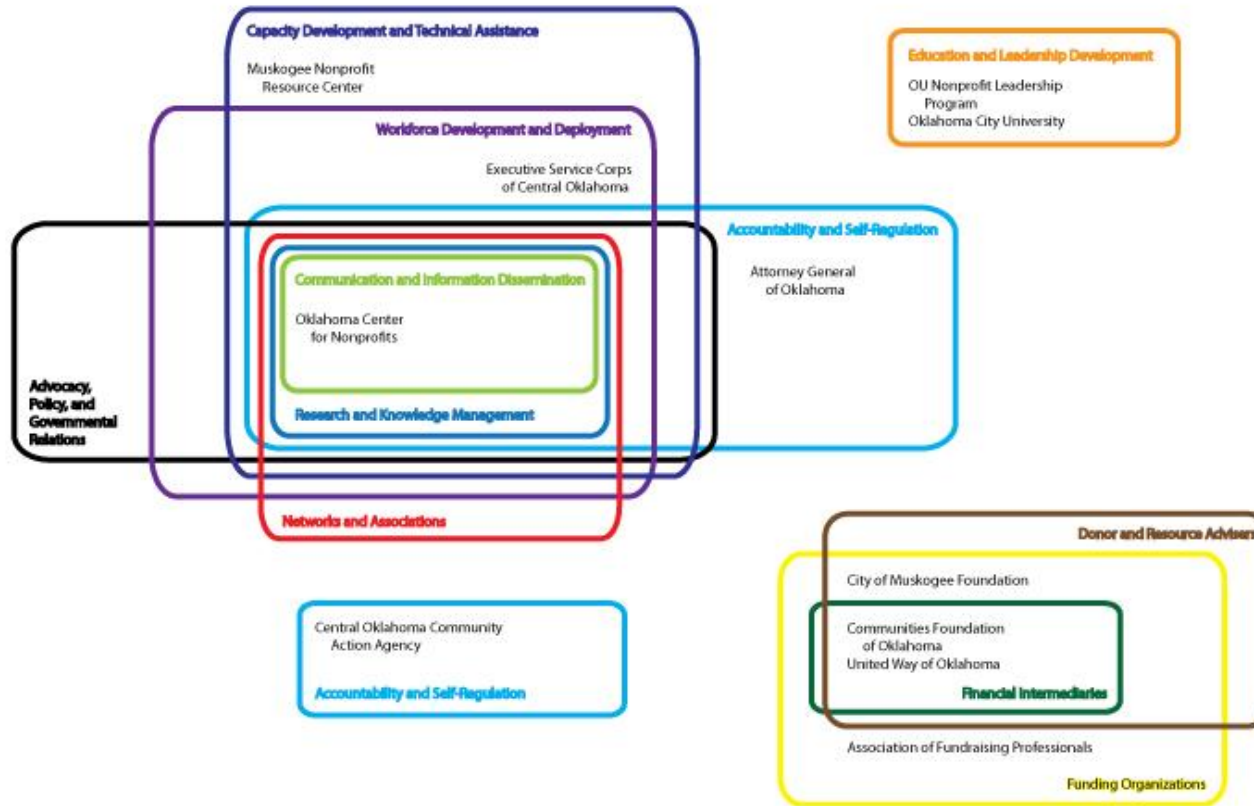 Capacity Development and Technical Assistance
Muskogee Nonprofit
Resource Center
Education and Leadership Development
OU Nonprofit Leadership
Program
Oklahoma City University
Workforce Development and Deployment
Executive Service Corps
of Central Oklahoma
Accountability and Self-Regulation
Attorney General
of Oklahoma
Communication and Information Dissemination
Oklahoma Center
for Nonprofits
Advocacy,
Policy, and
Governmental
Relations
Research and Knowledge Management
Networks and Associations
Donor and Resource Advisers
City of Muskogee Foundation
Communities Foundation
of Oklahoma
United Way of Oklahoma
Financial Intermediaries
Association of Fundraising Professionals
Funding Organizations
Central Oklahoma Community
Action Agency
Accountability and Self-Regulation